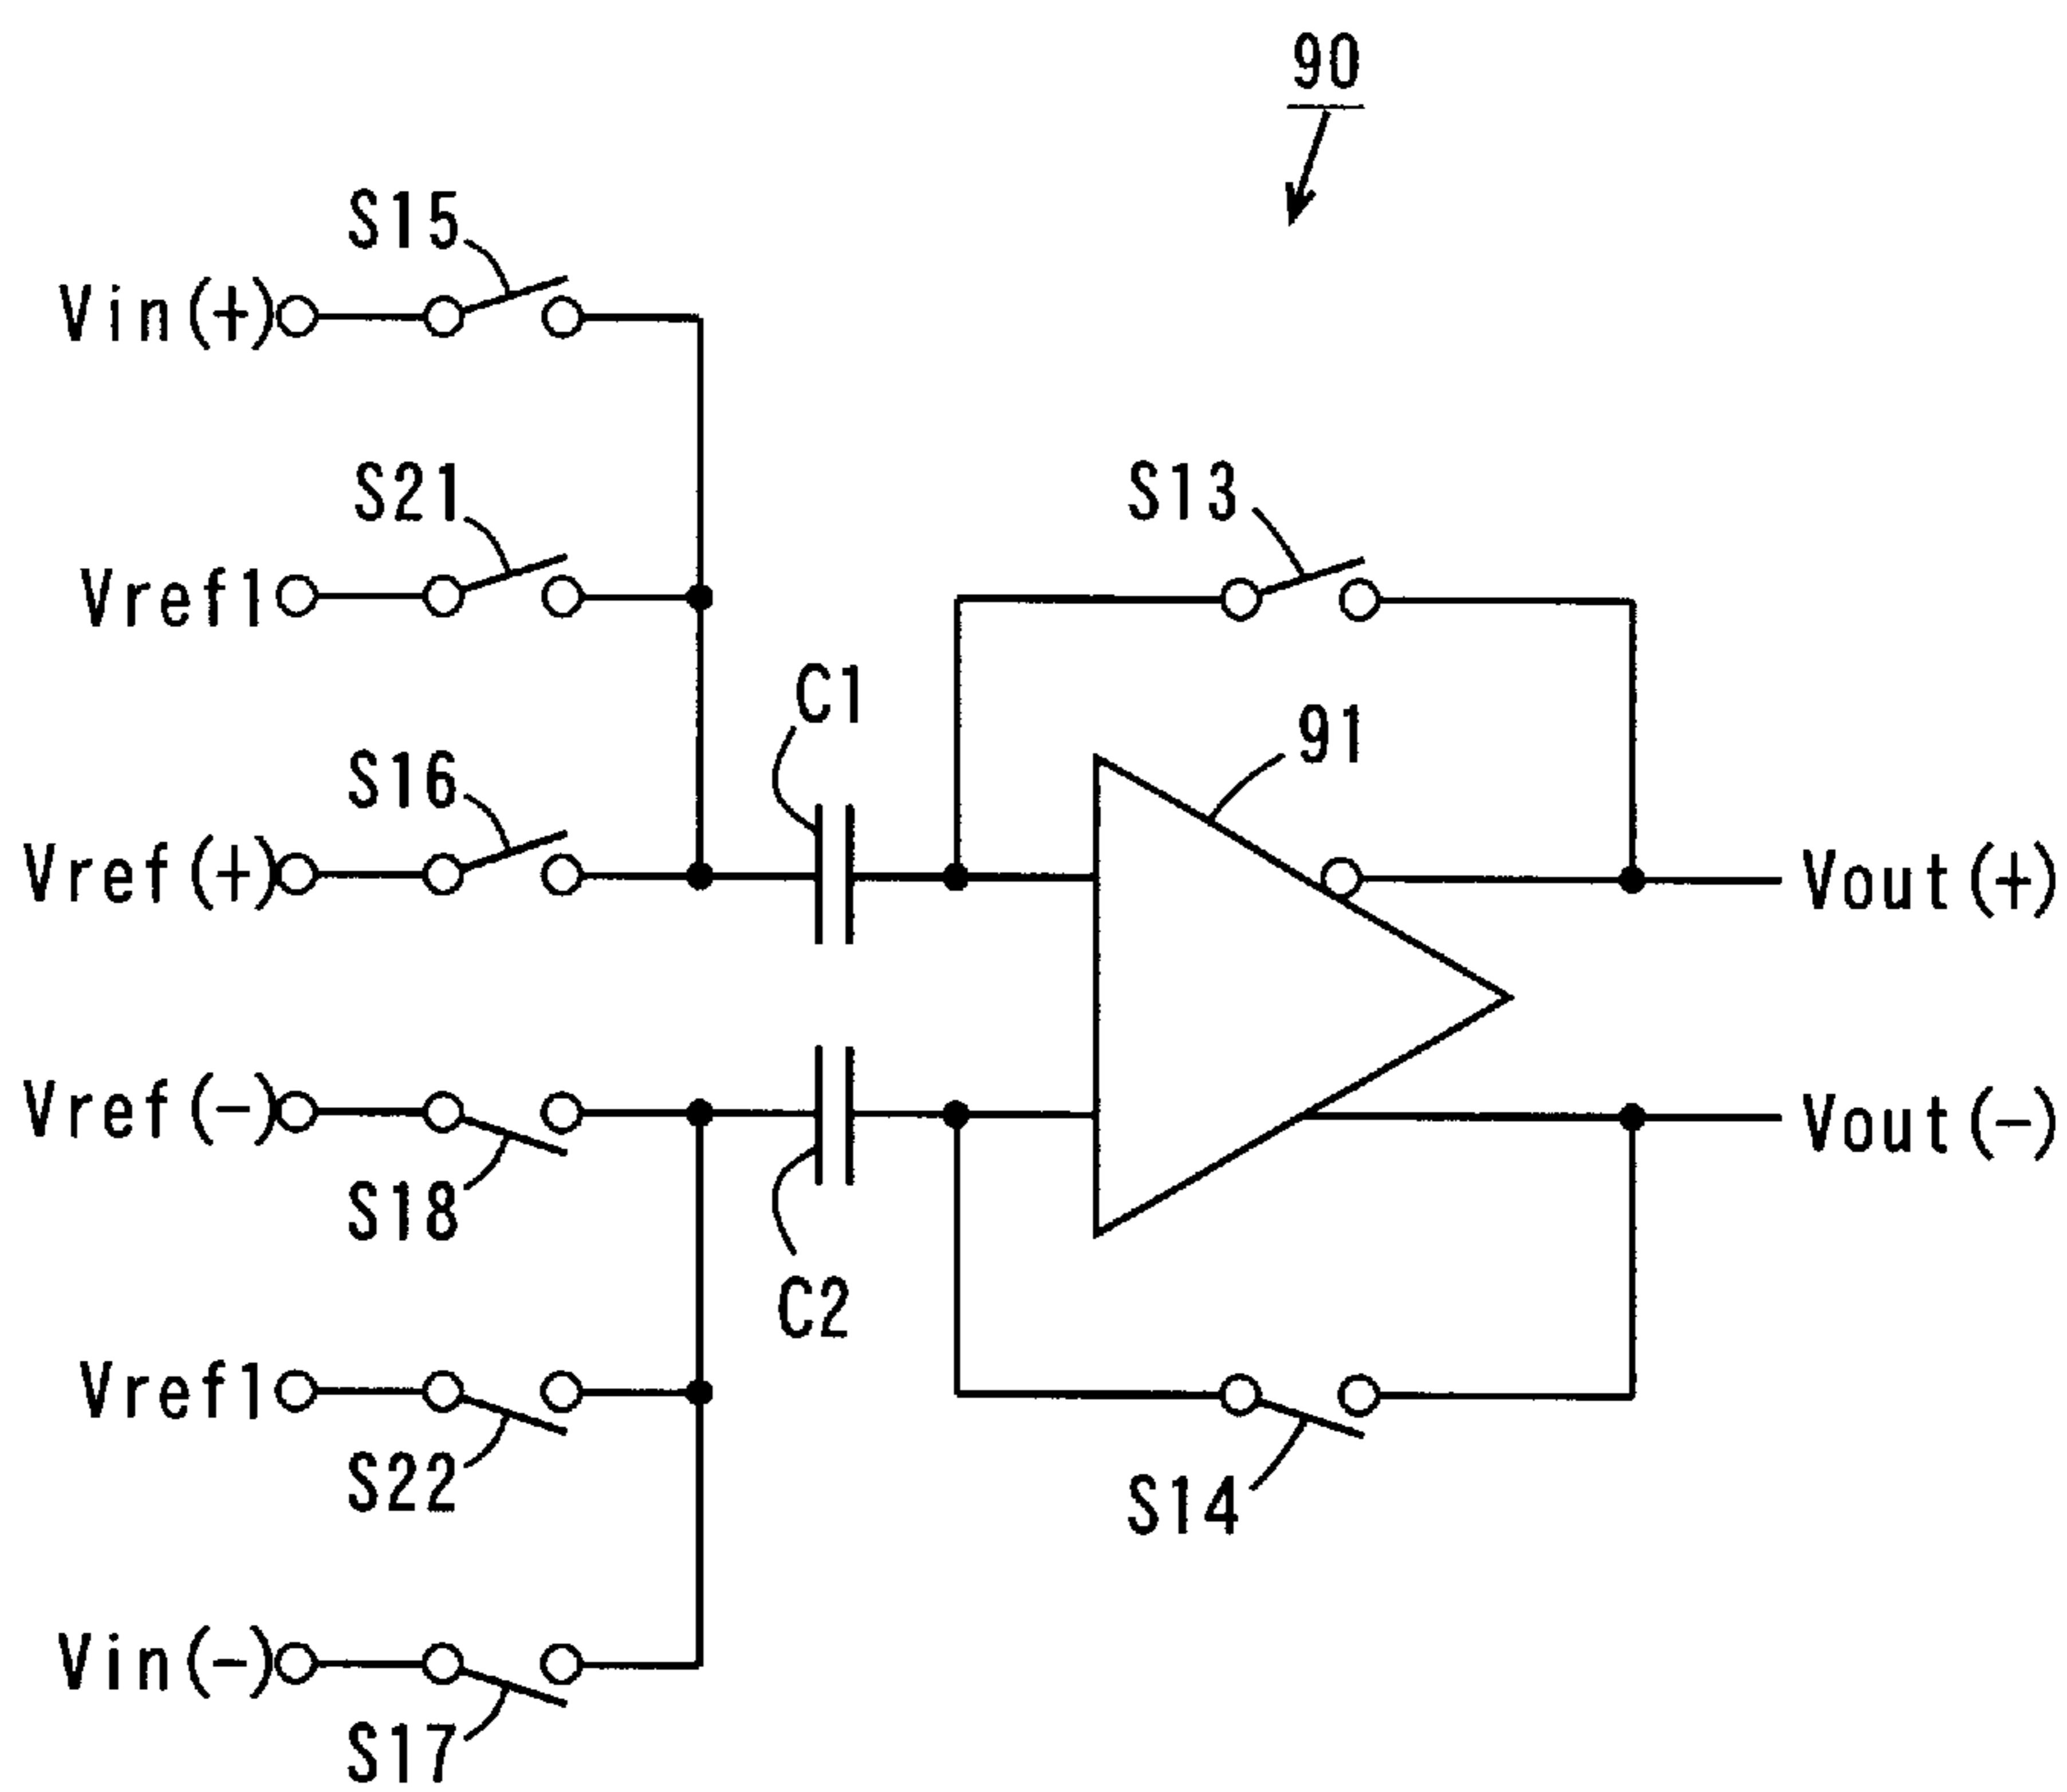 90
S15
Vin(+)
S21
S13
Vref1
C1
91
S16
Vref(+)
Vout(+)
Vref(-)
Vout(-)
S18
C2
Vref1
S22
S14
Vin(-)
S17